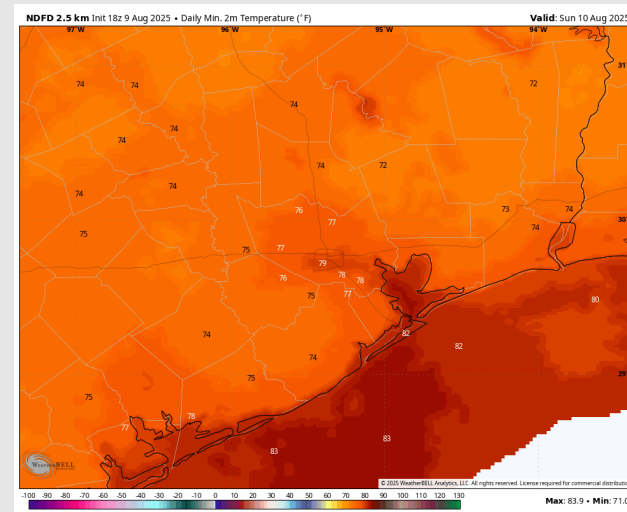 NDFD 2.5 km Init 18z 9 Aug 2025 • Daily Min. 2m Temperature (°F)
Valid: Sun 10 Aug 2025
97°W 96°W 95°W 94°W
31°
74 74 72
74
74
74
74 72
74 74
76 73 74
77 74 30°
75
75 77
79
76 78 78
75 77
80
82
74 82
74
75 29°
75
78
77
83
83
WeatherBELL
© 2025 WeatherBELL Analytics, LLC. All rights reserved. License required for commercial distributio
-100 -90 -80 -70 -60 -50 -40 -30 -20 -10 0 10 20 30 40 50 60 70 80 90 100 110 120 130
Max: 83.9 • Min: 71.0